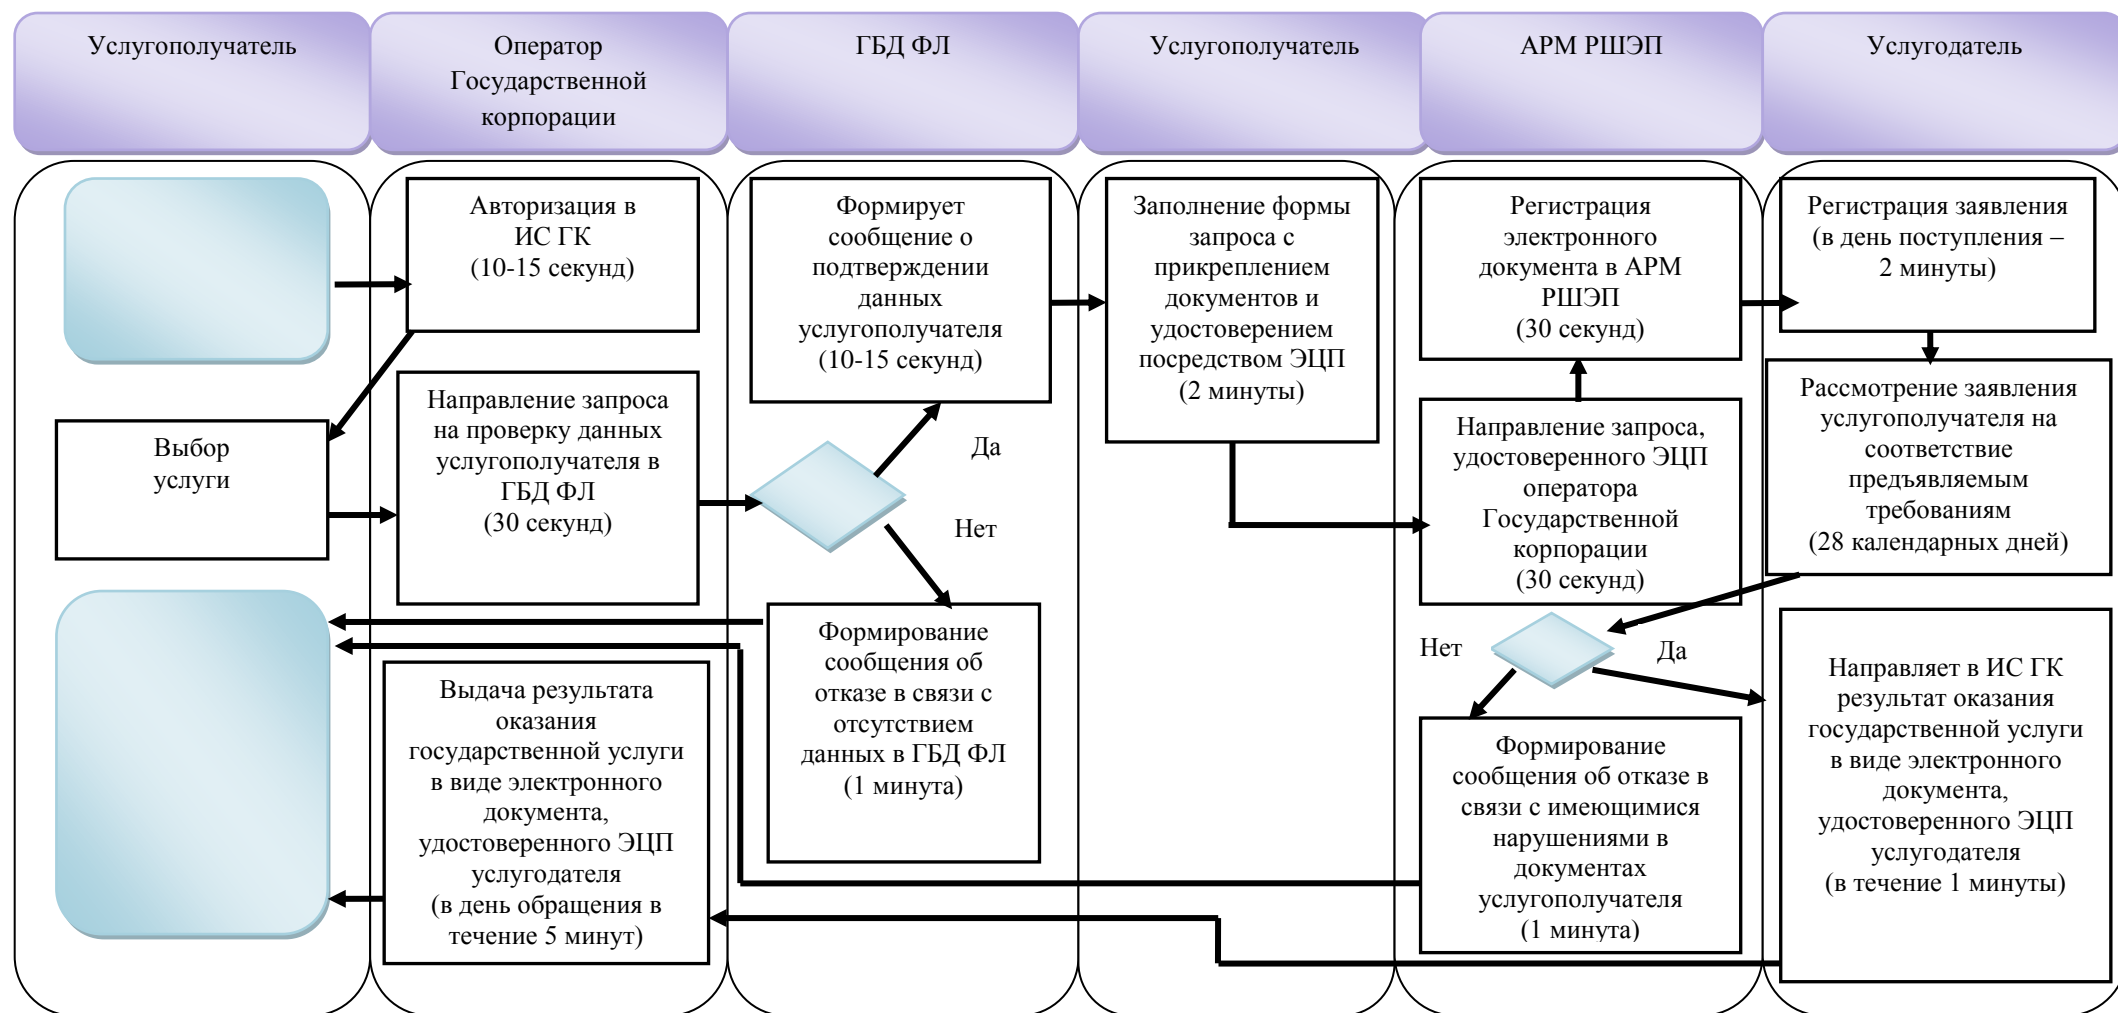 Услугополучатель
Оператор
Государственной
корпорации
ГБД ФЛ
Услугополучатель
АРМ РШЭП
Услугодатель
Авторизация в
ИС ГК
(10-15 секунд)
Выбор
услуги
Направление запроса
на проверку данных
услугополучателя в
ГБД ФЛ
(30 секунд)
Формирует
сообщение о
подтверждении
данных
услугополучателя
(10-15 секунд)
Да
Нет
Формирование
сообщения об
отказе в связи с
отсутствием
данных в ГБД ФЛ
(1 минута)
Заполнение формы
запроса с
прикреплением
документов и
удостоверением
посредством ЭЦП
(2 минуты)
Направление запроса,
удостоверенного ЭЦП
оператора
Государственной
корпорации
(30 секунд)
Регистрация
электронного
документа в АРМ
РШЭП
(30 секунд)
Регистрация заявления
(в день поступления –
2 минуты)
Рассмотрение заявления
услугополучателя на
соответствие
предъявляемым
требованиям
(28 календарных дней)
Нет
Да
Формирование
сообщения об отказе в
связи с имеющимися
нарушениями в
документах
услугополучателя
(1 минута)
Направляет в ИС ГК
результат оказания
государственной услуги
в виде электронного
документа,
удостоверенного ЭЦП
услугодателя
(в течение 1 минуты)
Выдача результата
оказания
государственной услуги
в виде электронного
документа,
удостоверенного ЭЦП
услугодателя
(в день обращения в
течение 5 минут)